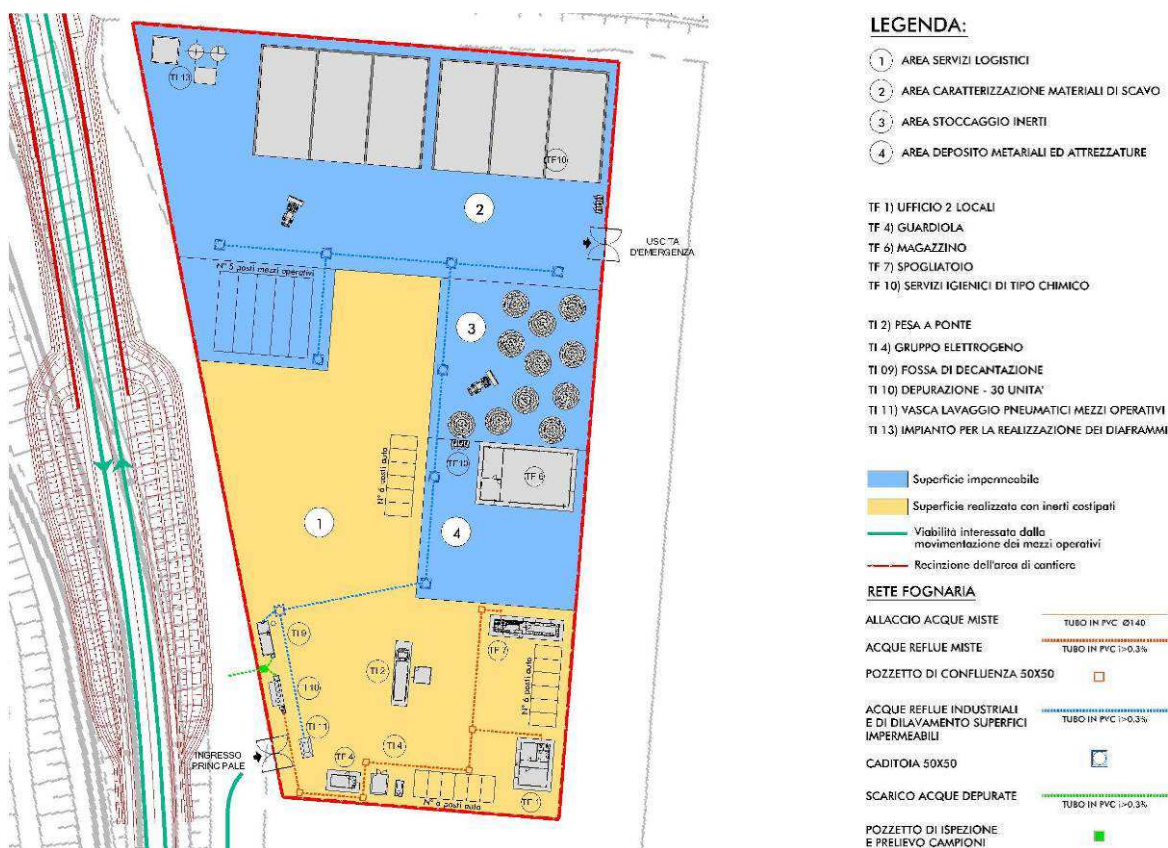 TI 13
TF10
2
USCITA
D'EMERGENZA
N° 5 posti mezzi operativi
3
N° 6 posti auto
TF 10
TF 6
1
4
TI 9
TF 7
TI 2
TI 10
N° 6 posti auto
TI 11
INGRESSO
PRINCIPALE
TI 4
TF 4
N° 6 posti auto
TF 1
LEGENDA:
1 AREA SERVIZI LOGISTICI
2 AREA CARATTERIZZAZIONE MATERIALI DI SCAVO
3 AREA STOCCAGGIO INERTI
4 AREA DEPOSITO METARIALI ED ATTREZZATURE
TF 1) UFFICIO 2 LOCALI
TF 4) GUARDIOLA
TF 6) MAGAZZINO
TF 7) SPOGLIATOIO
TF 10) SERVIZI IGIENICI DI TIPO CHIMICO
TI 2) PESA A PONTE
TI 4) GRUPPO ELETTROGENO
TI 09) FOSSA DI DECANTAZIONE
TI 10) DEPURAZIONE - 30 UNITA'
TI 11) VASCA LAVAGGIO PNEUMATICI MEZZI OPERATIVI
TI 13) IMPIANTO PER LA REALIZZAZIONE DEI DIAFRAMMI
Superficie impermeabile
Superficie realizzata con inerti costipati
Viabilità interessata dalla
movimentazione dei mezzi operativi
Recinzione dell'area di cantiere
RETE FOGNARIA
ALLACCIO ACQUE MISTE TUBO IN PVC Ø140
ACQUE REFLUE MISTE TUBO IN PVC i>0.3%
POZZETTO DI CONFLUENZA 50X50
ACQUE REFLUE INDUSTRIALI
E DI DILAVAMENTO SUPERFICI
IMPERMEABILI TUBO IN PVC i>0.3%
CADITOIA 50X50
SCARICO ACQUE DEPURATE TUBO IN PVC i>0.3%
POZZETTO DI ISPEZIONE
E PRELIEVO CAMPIONI